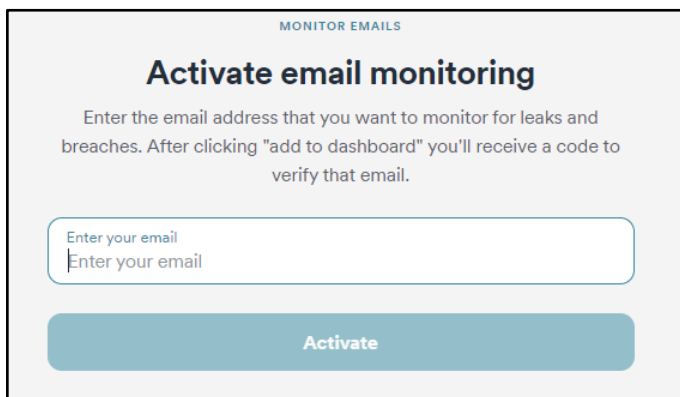 MONITOR EMAILS
Activate email monitoring
Enter the email address that you want to monitor for leaks and
breaches. After clicking "add to dashboard" you'll receive a code to
verify that email.
Enter your email
Enter your email
Activate